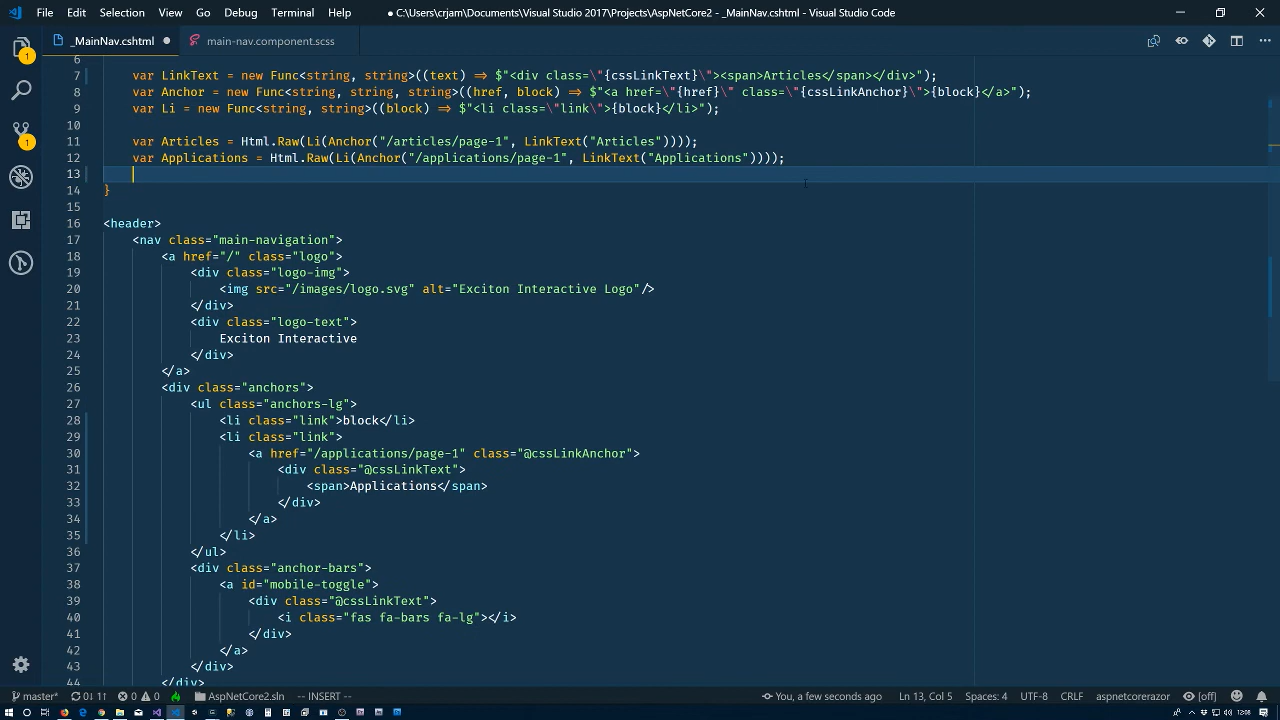 File Edit Selection View Go Debug Terminal Help
● C:\Users\crjam\Documents\Visual Studio 2017\Projects\AspNetCore2 - _MainNav.cshtml - Visual Studio Code
_MainNav.cshtml ● main-nav.component.scss
6
7 var LinkText = new Func<string, string>((text) => $"<div class=\"{cssLinkText}\"><span>Articles</span></div>");
8 var Anchor = new Func<string, string, string>((href, block) => $"<a href=\"{href}\" class=\"{cssLinkAnchor}\">{block}</a>");
9 var Li = new Func<string, string>((block) => $"<li class=\"link\">{block}</li>");
10
11 var Articles = Html.Raw(Li(Anchor("/articles/page-1", LinkText("Articles"))));
12 var Applications = Html.Raw(Li(Anchor("/applications/page-1", LinkText("Applications"))));
13
14 }
15
16 <header>
17 <nav class="main-navigation">
18 <a href="/" class="logo">
19 <div class="logo-img">
20 <img src="/images/logo.svg" alt="Exciton Interactive Logo"/>
21 </div>
22 <div class="logo-text">
23 Exciton Interactive
24 </div>
25 </a>
26 <div class="anchors">
27 <ul class="anchors-lg">
28 <li class="link">block</li>
29 <li class="link">
30 <a href="/applications/page-1" class="@cssLinkAnchor">
31 <div class="@cssLinkText">
32 <span>Applications</span>
33 </div>
34 </a>
35 </li>
36 </ul>
37 <div class="anchor-bars">
38 <a id="mobile-toggle">
39 <div class="@cssLinkText">
40 <i class="fas fa-bars fa-lg"></i>
41 </div>
42 </a>
43 </div>
44 </div>
1
1
master* 0↓ 1↑ 0 0 AspNetCore2.sln -- INSERT -- You, a few seconds ago Ln 13, Col 5 Spaces: 4 UTF-8 CRLF aspnetcorerazor [off]
12:08